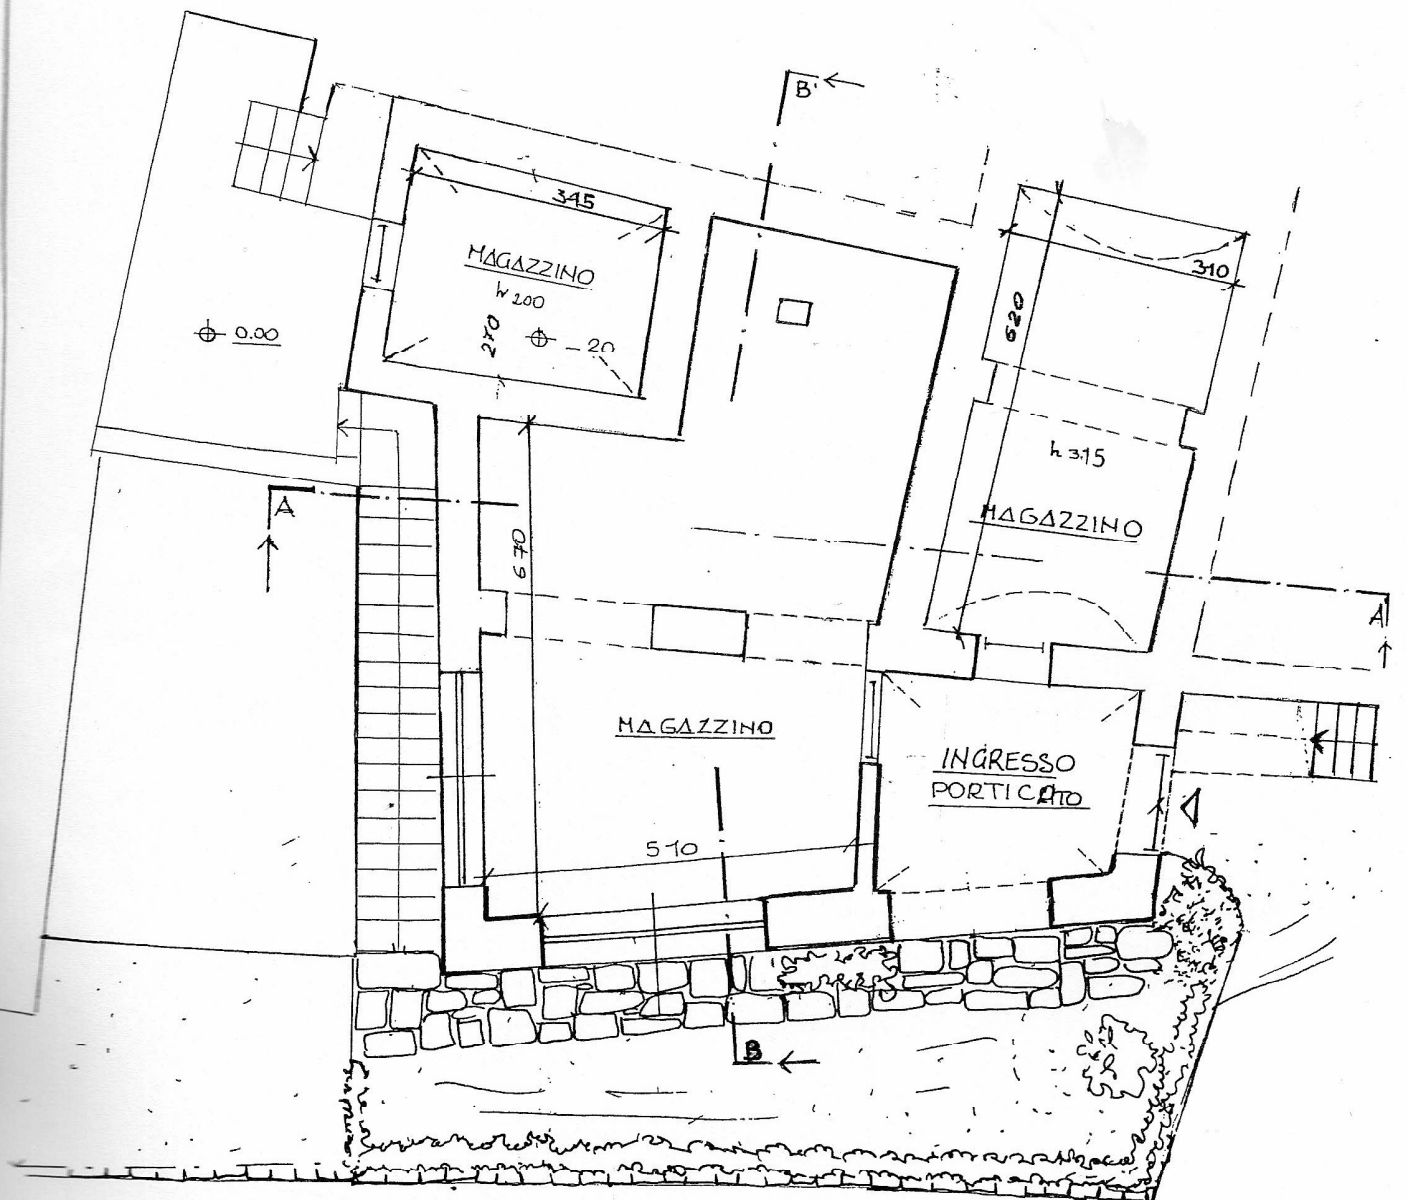 B'
345
MAGAZZINO
h 200
270
- 20
0.00
310
620
h 3.15
MAGAZZINO
A
670
A
MAGAZZINO
INGRESSO
PORTICATO
510
B